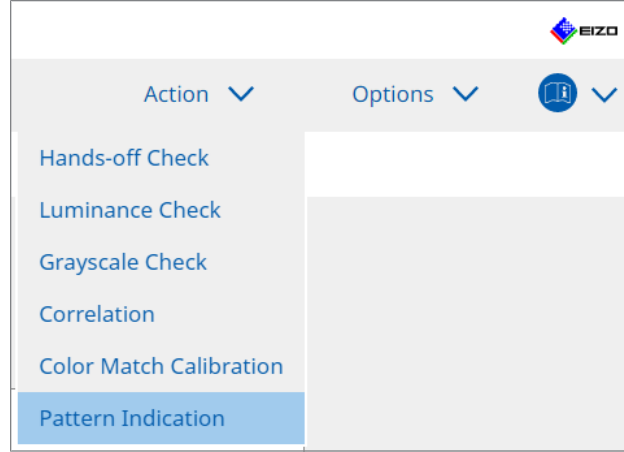 EIZO
Action Options
Hands-off Check
Luminance Check
Grayscale Check
Correlation
Color Match Calibration
Pattern Indication